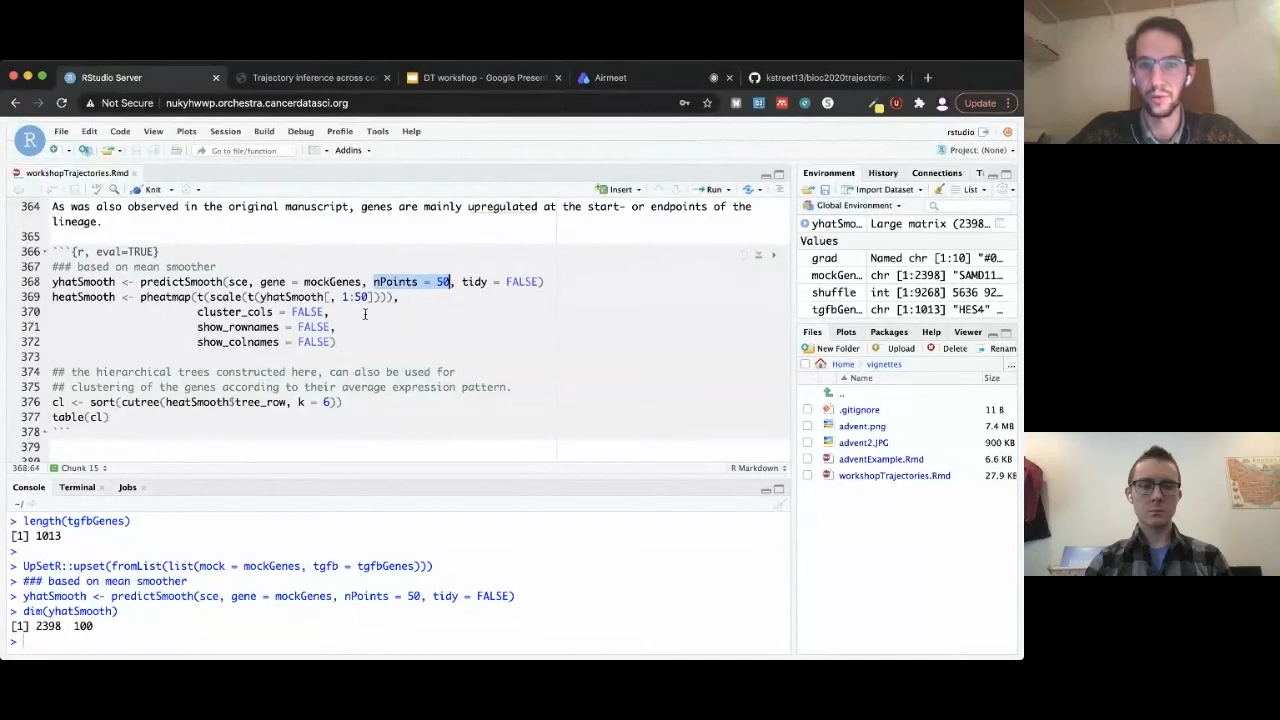 RStudio Server
Trajectory inference across co
DT workshop - Google Present
Airmeet
kstreet13/bioc2020trajectories
Not Secure
nukyhwwp.orchestra.cancerdatasci.org
Update
R
File Edit Code View Plots Session Build Debug Profile Tools Help
rstudio
Go to file/function
Addins
Project: (None)
workshopTrajectories.Rmd
Knit
Insert
Run
364 As was also observed in the original manuscript, genes are mainly upregulated at the start- or endpoints of the
lineage.
365
366 ```{r, eval=TRUE}
367 ### based on mean smoother
368 yhatSmooth <- predictSmooth(sce, gene = mockGenes, nPoints = 50, tidy = FALSE)
369 heatSmooth <- pheatmap(t(scale(t(yhatSmooth[, 1:50]))),
370 cluster_cols = FALSE,
371 show_rownames = FALSE,
372 show_colnames = FALSE)
373
374 ## the hierarchical trees constructed here, can also be used for
375 ## clustering of the genes according to their average expression pattern.
376 cl <- sort(cutree(heatSmooth$tree_row, k = 6))
377 table(cl)
378 ```
379
368:64 Chunk 15 R Markdown
Console Terminal Jobs
~/
> length(tgfbGenes)
[1] 1013
>
> UpSetR::upset(fromList(list(mock = mockGenes, tgfb = tgfbGenes)))
> ### based on mean smoother
> yhatSmooth <- predictSmooth(sce, gene = mockGenes, nPoints = 50, tidy = FALSE)
> dim(yhatSmooth)
[1] 2398 100
>
Environment History Connections
Import Dataset List
Global Environment
yhatSmo… Large matrix (2398…
Values
grad Named chr [1:10] "#0…
mockGen… chr [1:2398] "SAMD11…
shuffle int [1:9268] 5636 92…
tgfbGen… chr [1:1013] "HES4" …
Files Plots Packages Help Viewer
New Folder Upload Delete Renam
Home vignettes
Name Size
..
.gitignore 11 B
advent.png 7.4 MB
advent2.JPG 900 KB
adventExample.Rmd 6.6 KB
workshopTrajectories.Rmd 27.9 KB